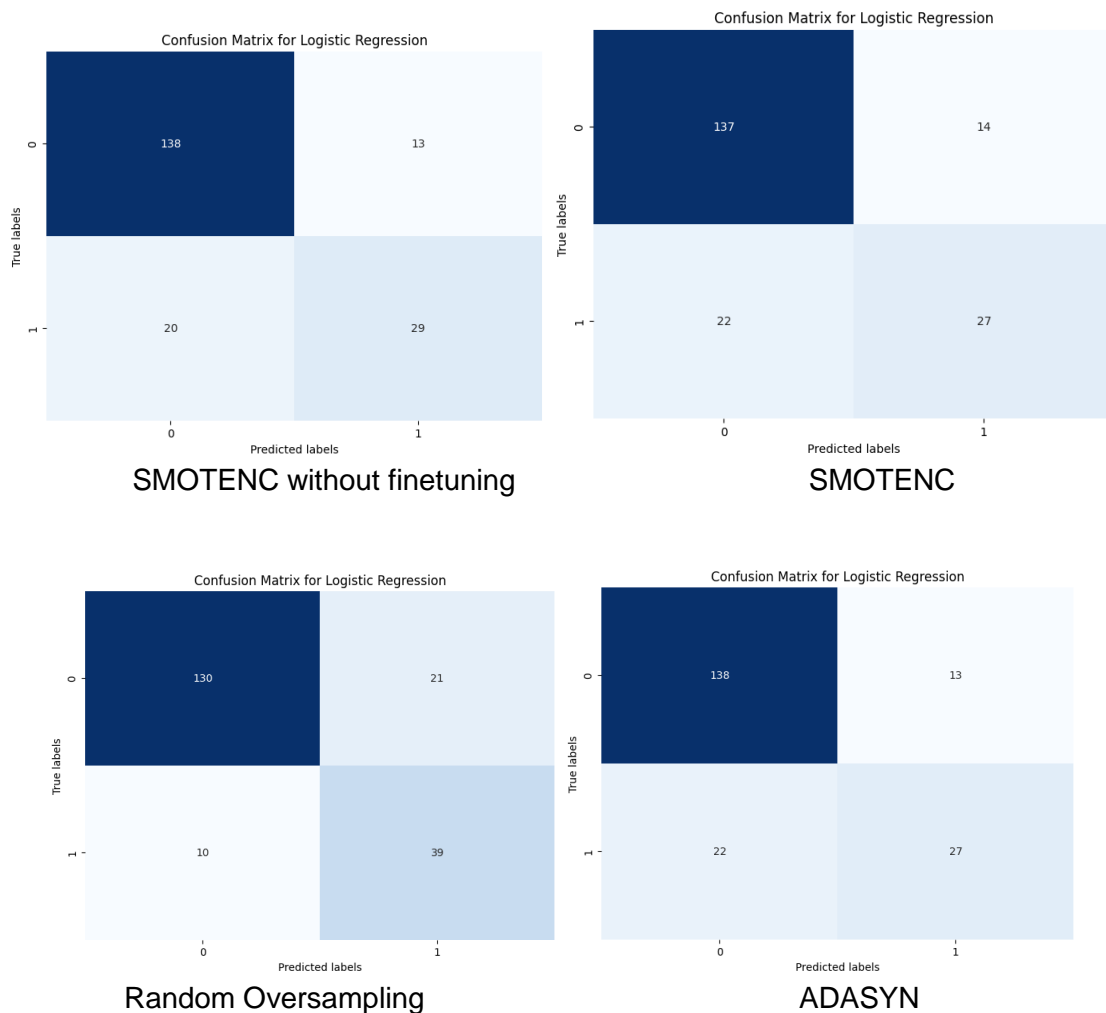 Confusion Matrix for Logistic Regression
0
138
13
True labels
1
20
29
0
1
Predicted labels
SMOTENC without finetuning
Confusion Matrix for Logistic Regression
0
137
14
True labels
1
22
27
0
1
Predicted labels
SMOTENC
Confusion Matrix for Logistic Regression
0
130
21
True labels
1
10
39
0
1
Predicted labels
Random Oversampling
Confusion Matrix for Logistic Regression
0
138
13
True labels
1
22
27
0
1
Predicted labels
ADASYN